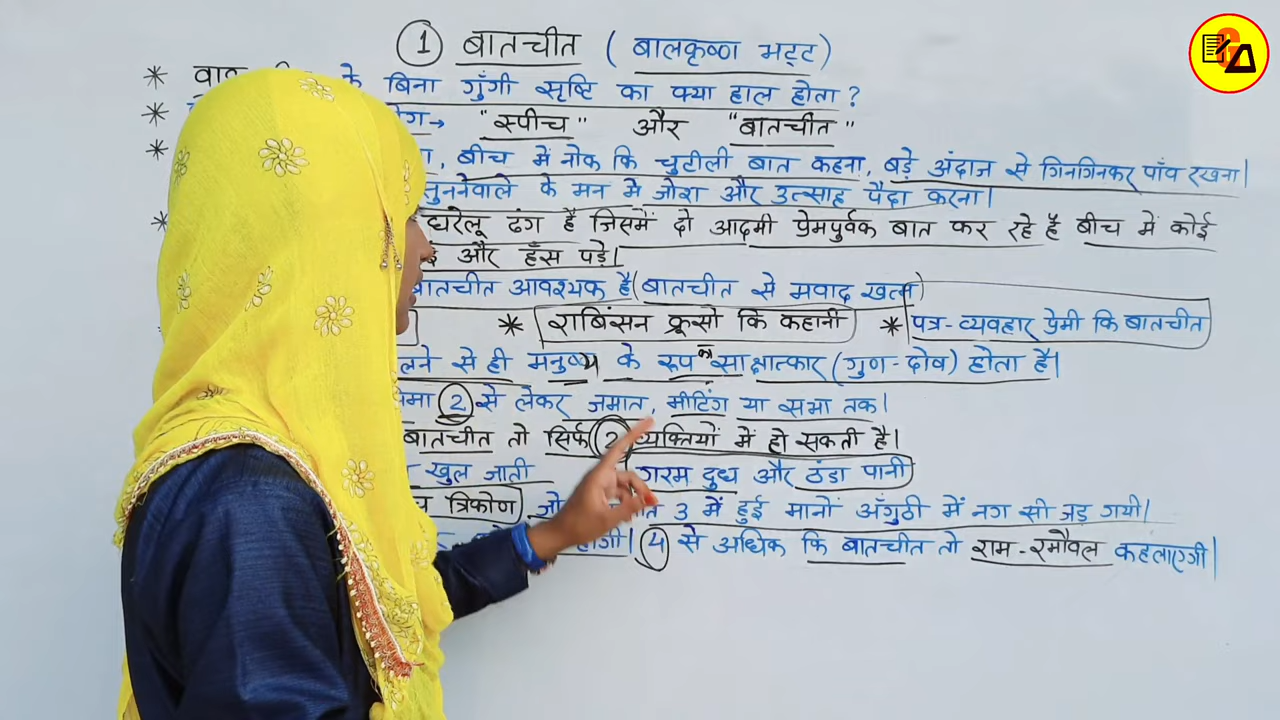 ① बातचीत ( बालकृष्ण भट्ट )
* के बिना गुँगी सृष्टि का क्या हाल होता ?
* → "स्पीच" और "बातचीत"
* , बीच में नोक कि चुटीली बात कहना, बड़े अंदाज से गिनगिनकर पाँव रखना।
सुननेवाले के मन मे जोश और उत्साह पैदा करना।
* घरेलू ढंग है जिसमें दो आदमी प्रेमपुर्वक बात कर रहे है बीच में कोई
और हँस पड़े।
बातचीत आवश्यक है (बातचीत से मवाद खत्म)
* राबिंसन क्रूसो कि कहानी * पत्र-व्यवहार प्रेमी कि बातचीत
से ही मनुष्य के रूप का साक्षात्कार (गुण-दोष) होता है।
2 से लेकर जमात, मीटिंग या सभा तक।
बातचीत तो सिर्फ 2 व्यक्तियों में हो सकती है।
खुल जाती गरम दुध और ठंडा पानी
त्रिकोण 3 में हुई मानों अँगुठी में नग सी जड़ गयी।
होगी। 4 से अधिक कि बातचीत तो राम-रमौवल कहलाएगी।